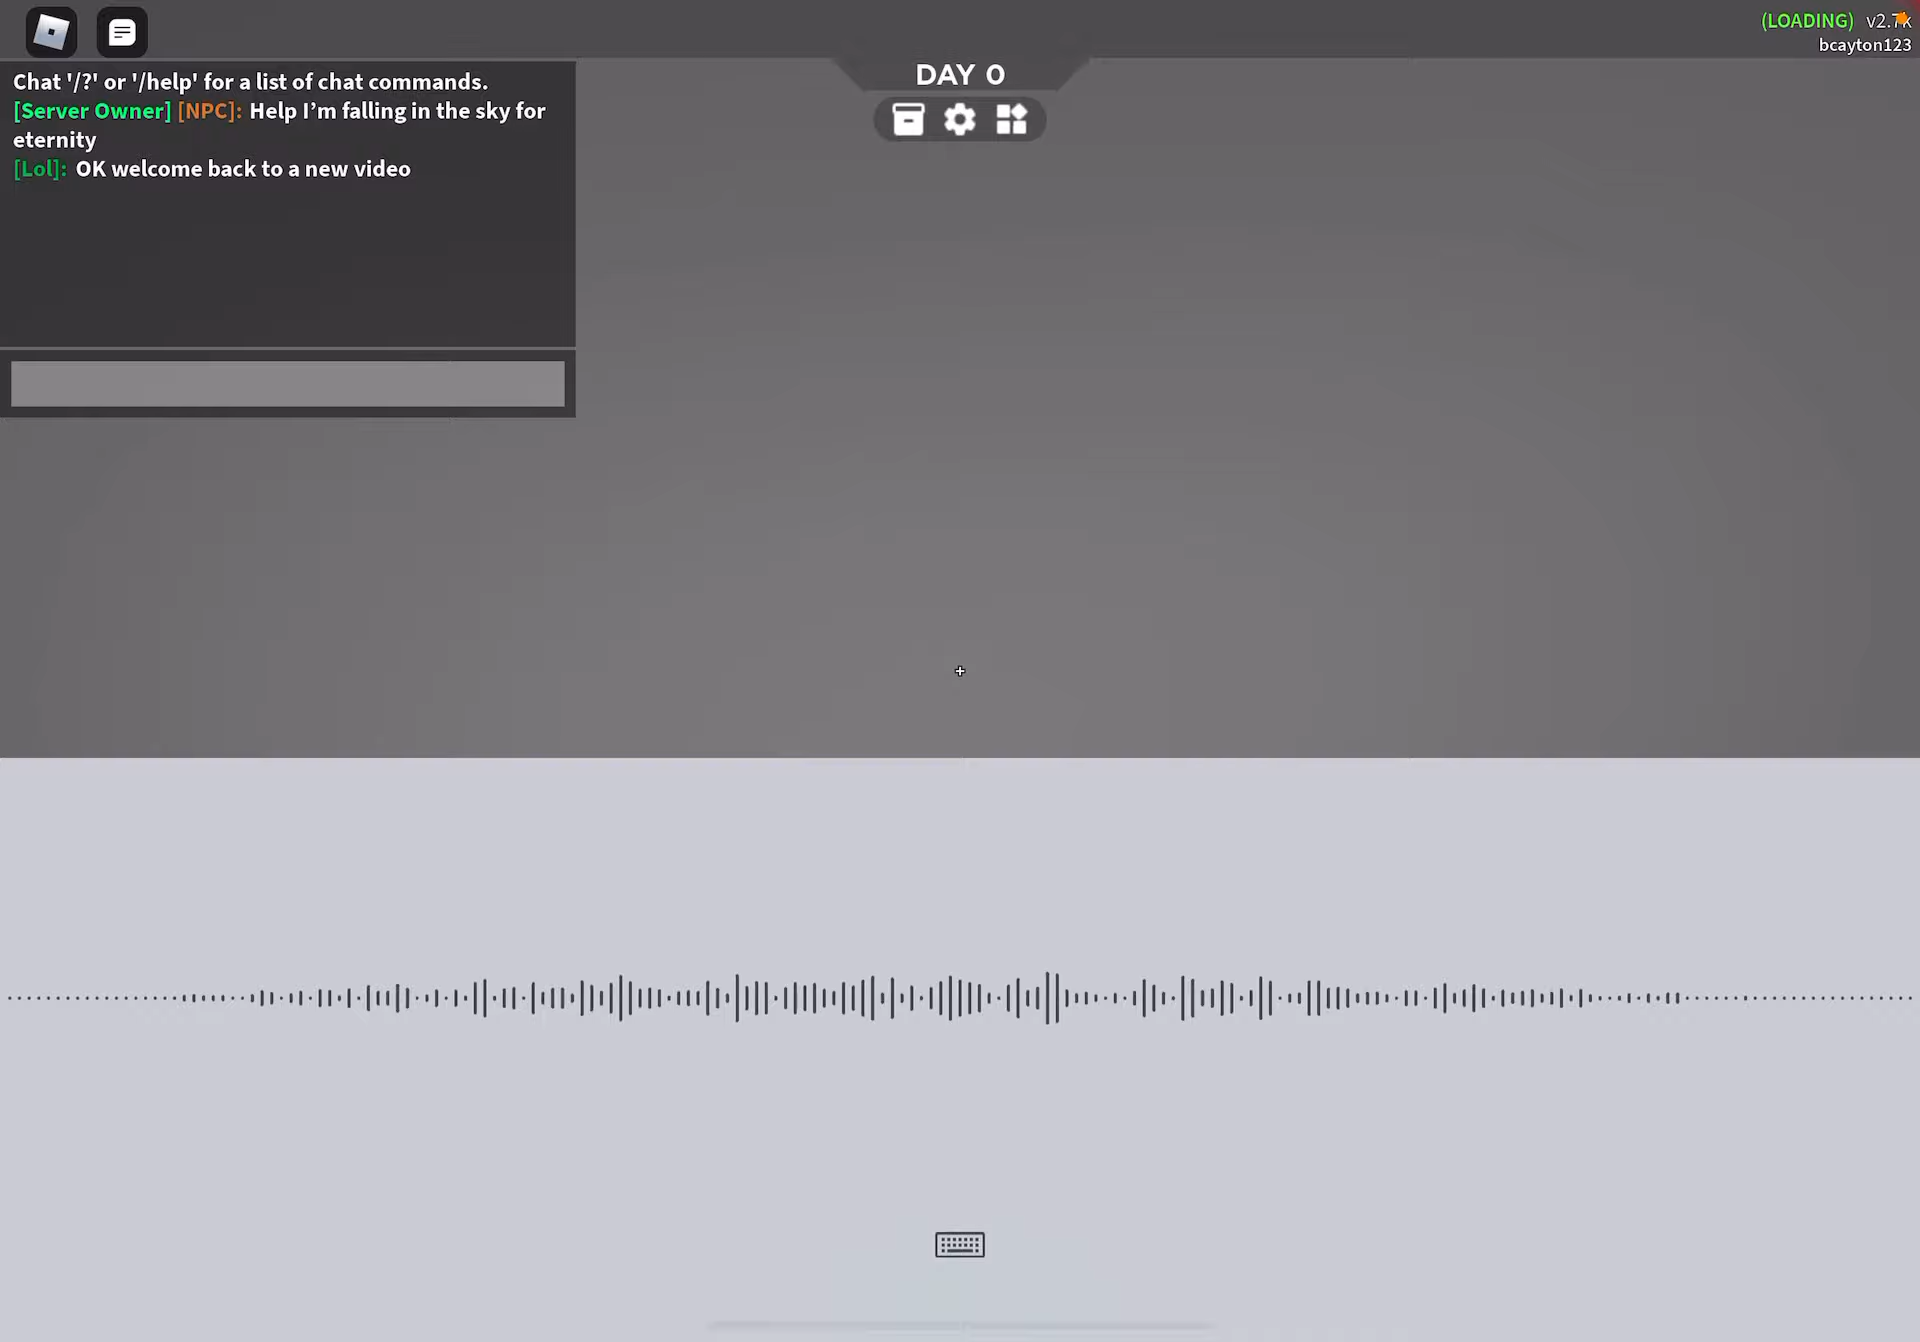 (LOADING) v2.7k
bcayton123
DAY 0
Chat '/?' or '/help' for a list of chat commands.
[Server Owner] [NPC]: Help I’m falling in the sky for
eternity
[Lol]: OK welcome back to a new video